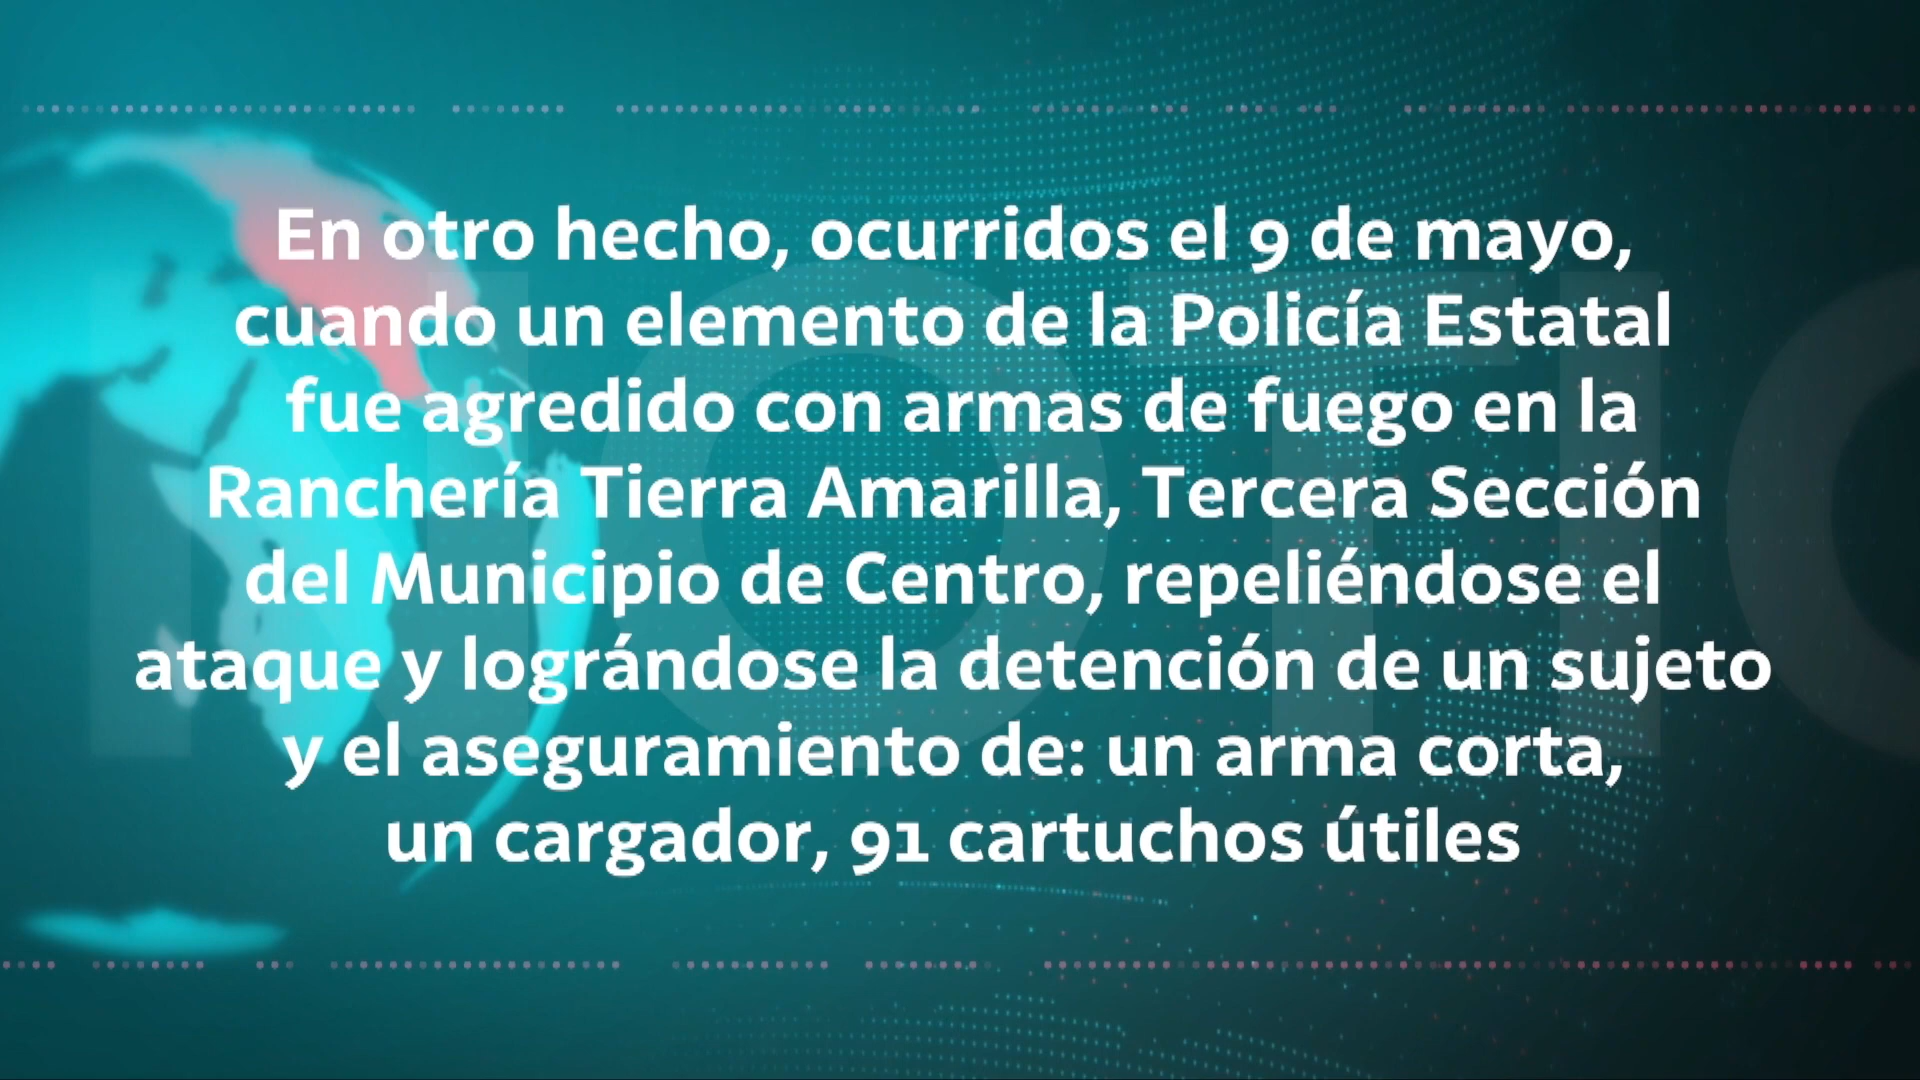 En otro hecho, ocurridos el 9 de mayo,
cuando un elemento de la Policía Estatal
fue agredido con armas de fuego en la
Ranchería Tierra Amarilla, Tercera Sección
del Municipio de Centro, repeliéndose el
ataque y lográndose la detención de un sujeto
y el aseguramiento de: un arma corta,
un cargador, 91 cartuchos útiles
NOTIC